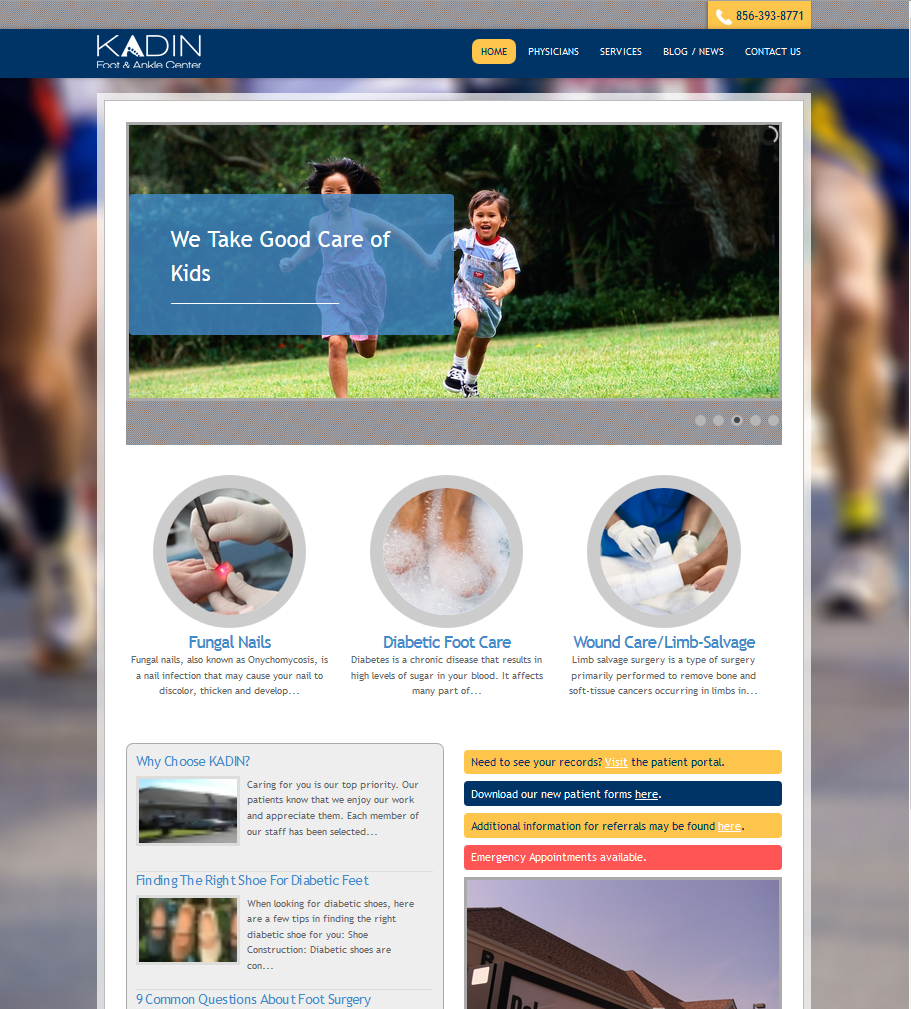 856-393-8771
KADIN
Foot & Ankle Center
HOME
PHYSICIANS
SERVICES
BLOG / NEWS
CONTACT US
We Take Good Care of
Kids
Fungal Nails
Fungal nails, also known as Onychomycosis, is
a nail infection that may cause your nail to
discolor, thicken and develop...
Diabetic Foot Care
Diabetes is a chronic disease that results in
high levels of sugar in your blood. It affects
many part of...
Wound Care/Limb-Salvage
Limb salvage surgery is a type of surgery
primarily performed to remove bone and
soft-tissue cancers occurring in limbs in...
Why Choose KADIN?
Caring for you is our top priority. Our
patients know that we enjoy our work
and appreciate them. Each member of
our staff has been selected...
Finding The Right Shoe For Diabetic Feet
When looking for diabetic shoes, here
are a few tips in finding the right
diabetic shoe for you: Shoe
Construction: Diabetic shoes are
con...
9 Common Questions About Foot Surgery
Need to see your records? Visit the patient portal.
Download our new patient forms here.
Additional information for referrals may be found here.
Emergency Appointments available.